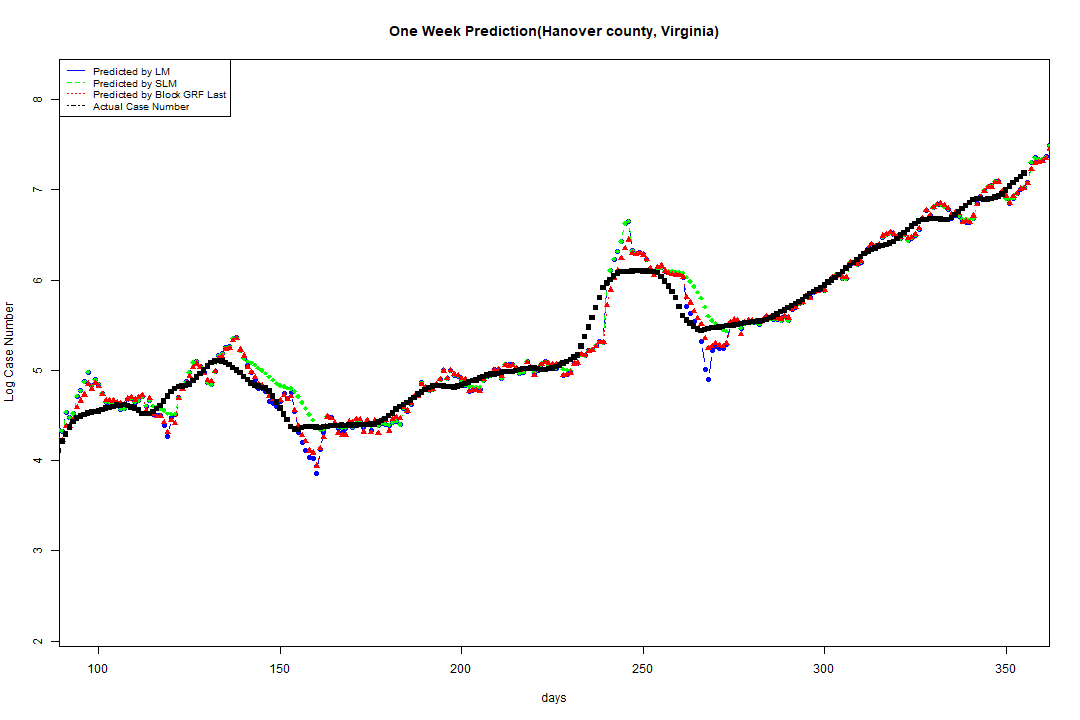 One Week Prediction(Hanover county, Virginia)
Predicted by LM
Predicted by SLM
Predicted by Block GRF Last
Actual Case Number
8
7
6
5
4
3
2
Log Case Number
100 150 200 250 300 350
days